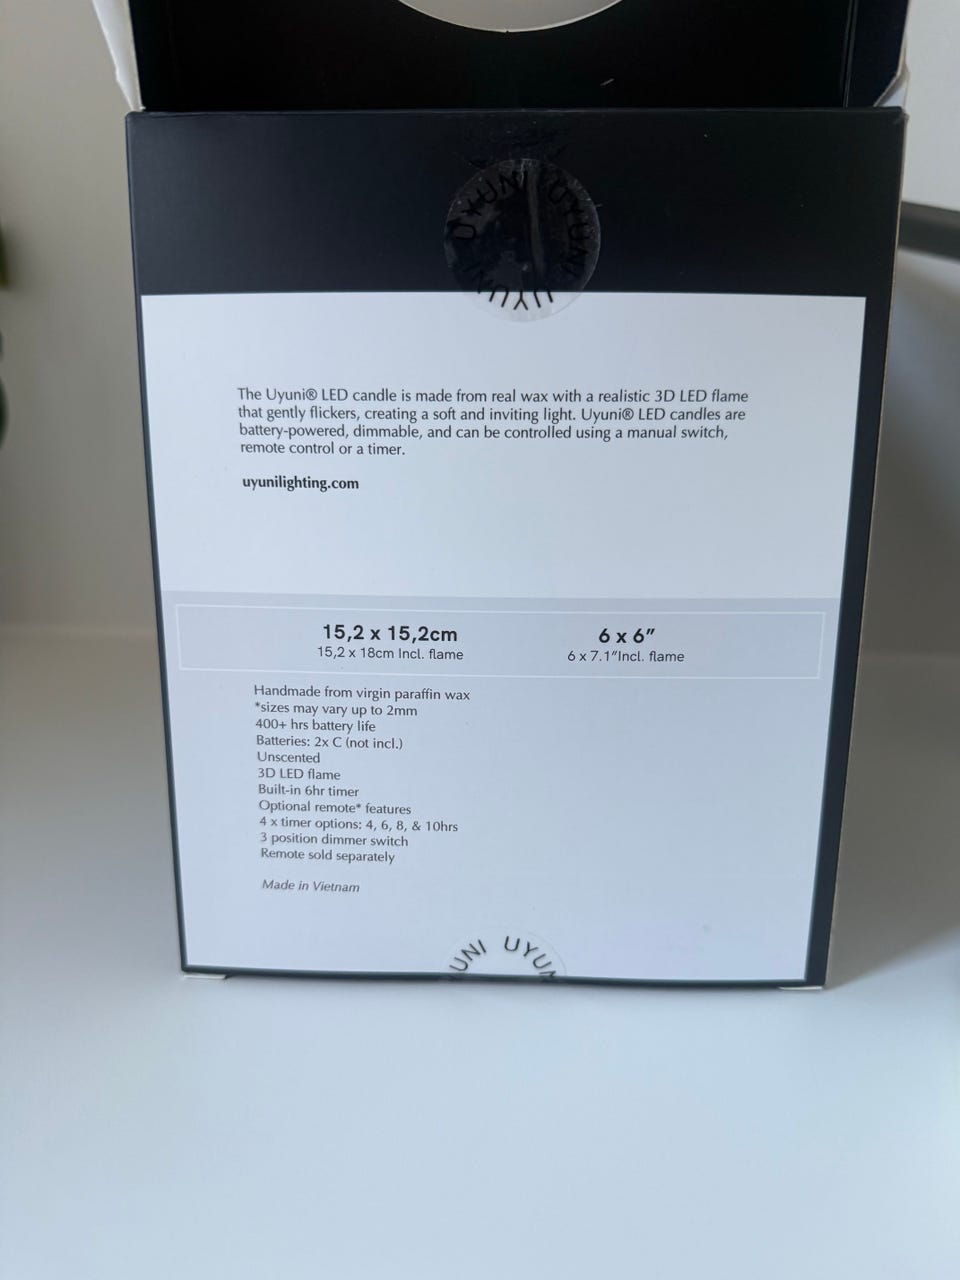 UYUNI UYUNI UYUNI
The Uyuni® LED candle is made from real wax with a realistic 3D LED flame
that gently flickers, creating a soft and inviting light. Uyuni® LED candles are
battery-powered, dimmable, and can be controlled using a manual switch,
remote control or a timer.
uyunilighting.com
15,2 x 15,2cm
15,2 x 18cm Incl. flame
6 x 6”
6 x 7.1”Incl. flame
Handmade from virgin paraffin wax
*sizes may vary up to 2mm
400+ hrs battery life
Batteries: 2x C (not incl.)
Unscented
3D LED flame
Built-in 6hr timer
Optional remote* features
4 x timer options: 4, 6, 8, & 10hrs
3 position dimmer switch
Remote sold separately
Made in Vietnam
UNI UYUN